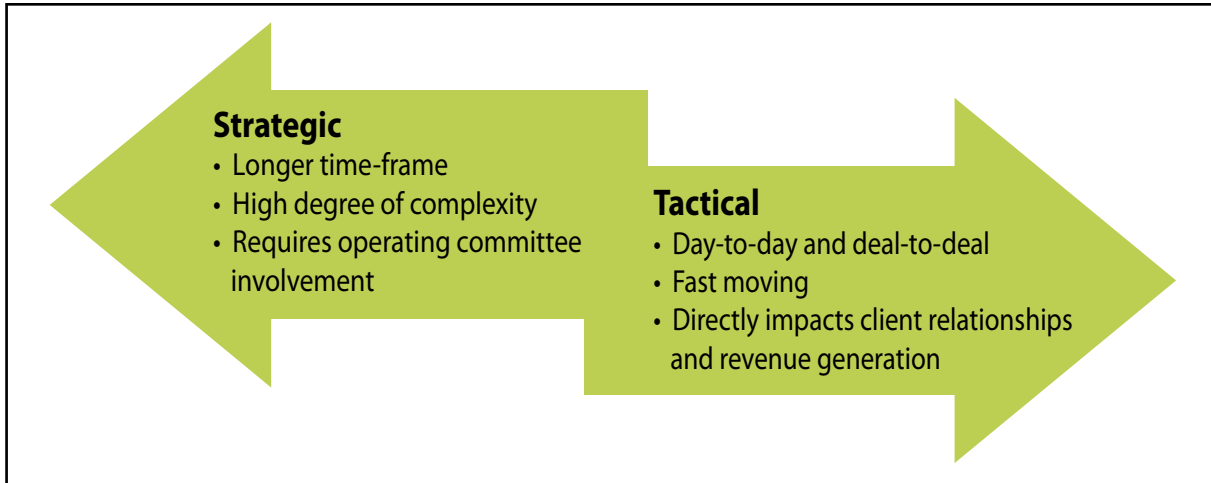 Strategic
• Longer time-frame
• High degree of complexity
• Requires operating committee
involvement
Tactical
• Day-to-day and deal-to-deal
• Fast moving
• Directly impacts client relationships
and revenue generation